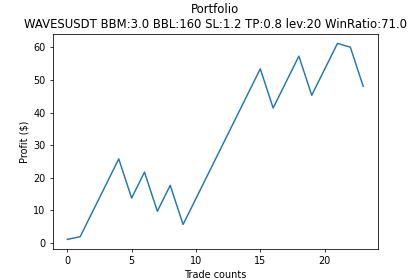 Portfolio
WAVESUSDT BBM:3.0 BBL:160 SL:1.2 TP:0.8 lev:20 WinRatio:71.0
60
50
40
30
20
10
0
Profit ($)
0 5 10 15 20
Trade counts